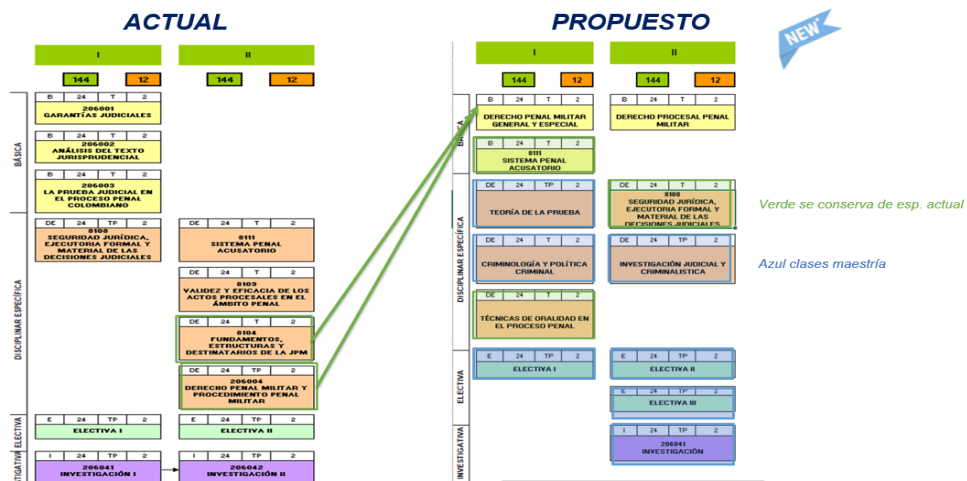 ACTUAL
I
II
144
12
144
12
BÁSICA
B 24 T 2
206001
GARANTÍAS JUDICIALES
B 24 T 2
206002
ANÁLISIS DEL TEXTO
JURISPRUDENCIAL
B 24 T 2
206003
LA PRUEBA JUDICIAL EN
EL PROCESO PENAL
COLOMBIANO
DISCIPLINAR ESPECÍFICA
DE 24 TP 2
8108
SEGURIDAD JURÍDICA,
EJECUTORIA FORMAL Y
MATERIAL DE LAS
DECISIONES JUDICIALES
DE 24 T 2
8111
SISTEMA PENAL
ACUSATORIO
DE 24 T 2
8103
VALIDEZ Y EFICACIA DE LOS
ACTOS PROCESALES EN EL
ÁMBITO PENAL
DE 24 T 2
8104
FUNDAMENTOS,
ESTRUCTURAS Y
DESTINATARIOS DE LA JPM
DE 24 TP 2
206004
DERECHO PENAL MILITAR Y
PROCEDIMIENTO PENAL
MILITAR
ELECTIVA
E 24 TP 2
ELECTIVA I
E 24 TP 2
ELECTIVA II
I 24 TP 2
206041
INVESTIGACIÓN I
I 24 TP 2
206042
INVESTIGACIÓN II
PROPUESTO
NEW
I
II
144
12
144
12
BÁSICA
B 24 T 2
DERECHO PENAL MILITAR
GENERAL Y ESPECIAL
B 24 T 2
DERECHO PROCESAL PENAL
MILITAR
B 24 T 2
8111
SISTEMA PENAL
ACUSATORIO
DISCIPLINAR ESPECÍFICA
DE 24 TP 2
TEORÍA DE LA PRUEBA
DE 24 T 2
8108
SEGURIDAD JURÍDICA,
EJECUTORIA FORMAL Y
MATERIAL DE LAS
DECISIONES JUDICIALES
Verde se conserva de esp. actual
DE 24 T 2
CRIMINOLOGÍA Y POLÍTICA
CRIMINAL
DE 24 TP 2
INVESTIGACIÓN JUDICIAL Y
CRIMINALISTICA
Azul clases maestría
DE 24 T 2
TÉCNICAS DE ORALIDAD EN
EL PROCESO PENAL
ELECTIVA
E 24 TP 2
ELECTIVA I
E 24 TP 2
ELECTIVA II
E 24 TP 2
ELECTIVA III
INVESTIGATIVA
I 24 TP 2
206041
INVESTIGACIÓN